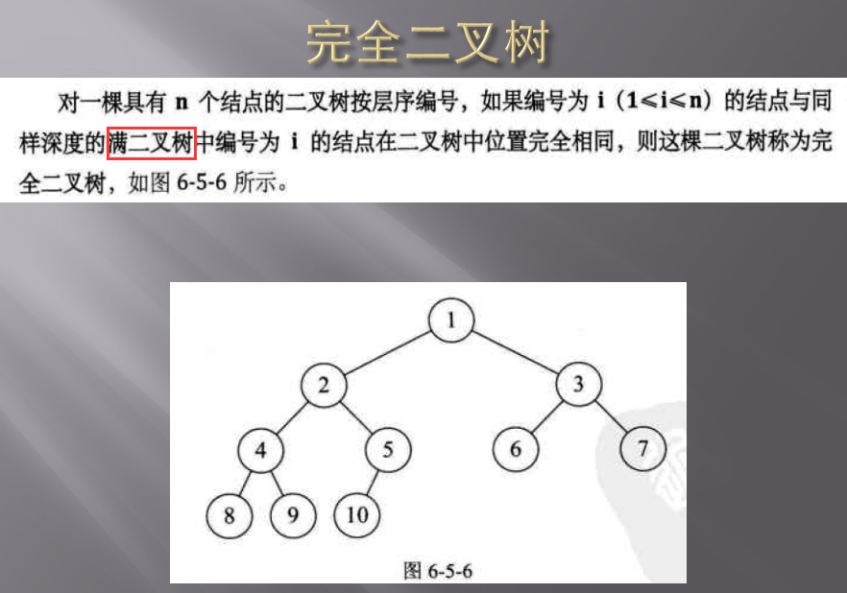 完全二叉树
对一棵具有 n 个结点的二叉树按层序编号，如果编号为 i（1≤i≤n）的结点与同
样深度的满二叉树中编号为 i 的结点在二叉树中位置完全相同，则这棵二叉树称为完
全二叉树，如图 6-5-6 所示。
1
2 3
4 5 6 7
8 9 10
图 6-5-6